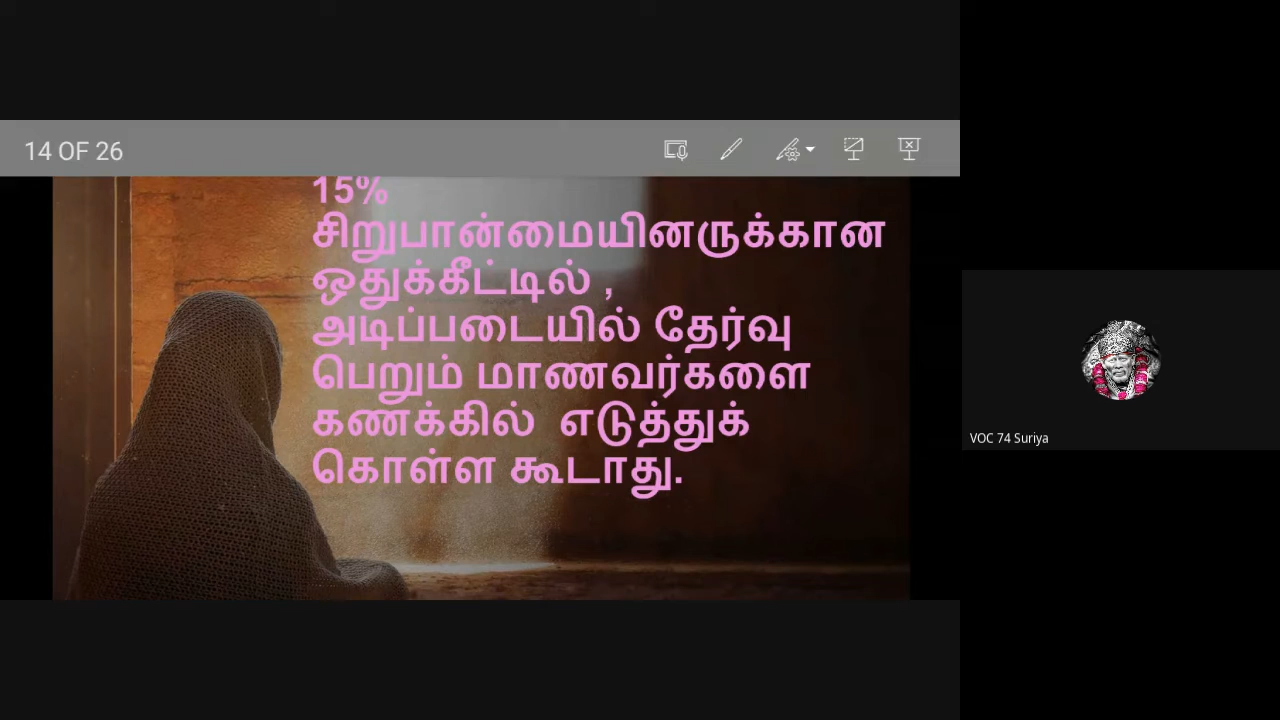 14 OF 26
15%
சிறுபான்மையினருக்கான
ஒதுக்கீட்டில் ,
அடிப்படையில் தேர்வு
பெறும் மாணவர்களை
கணக்கில் எடுத்துக்
கொள்ள கூடாது.
VOC 74 Suriya